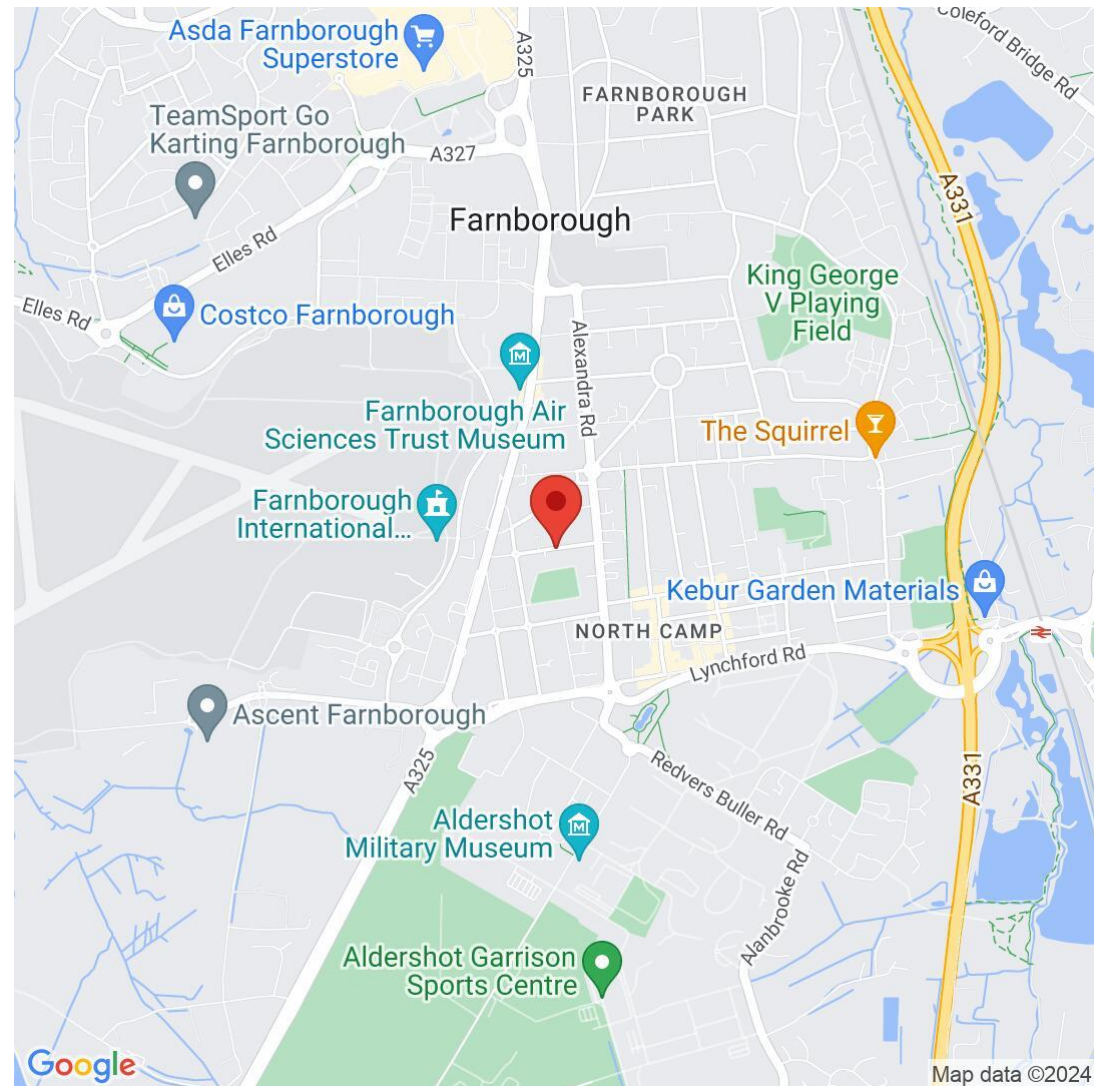 Coleford Bridge Rd
Asda Farnborough
Superstore
A325
FARNBOROUGH
PARK
TeamSport Go
Karting Farnborough
A327
A331
Farnborough
Elles Rd
King George
V Playing
Field
Elles Rd
Costco Farnborough
Alexandra Rd
Farnborough Air
Sciences Trust Museum
The Squirrel
Farnborough
International...
Kebur Garden Materials
NORTH CAMP
Lynchford Rd
Ascent Farnborough
A325
Redvers Buller Rd
A331
Aldershot
Military Museum
Alanbrooke Rd
Aldershot Garrison
Sports Centre
Google
Map data ©2024